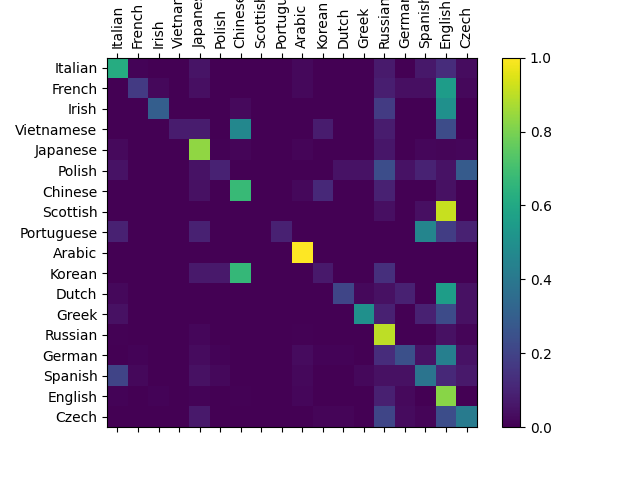 Italian
French
Irish
Vietnam
Japanes
Polish
Chinese
Scottish
Portugu
Arabic
Korean
Dutch
Greek
Russian
German
Spanish
English
Czech
Italian
French
Irish
Vietnamese
Japanese
Polish
Chinese
Scottish
Portuguese
Arabic
Korean
Dutch
Greek
Russian
German
Spanish
English
Czech
1.0
0.8
0.6
0.4
0.2
0.0